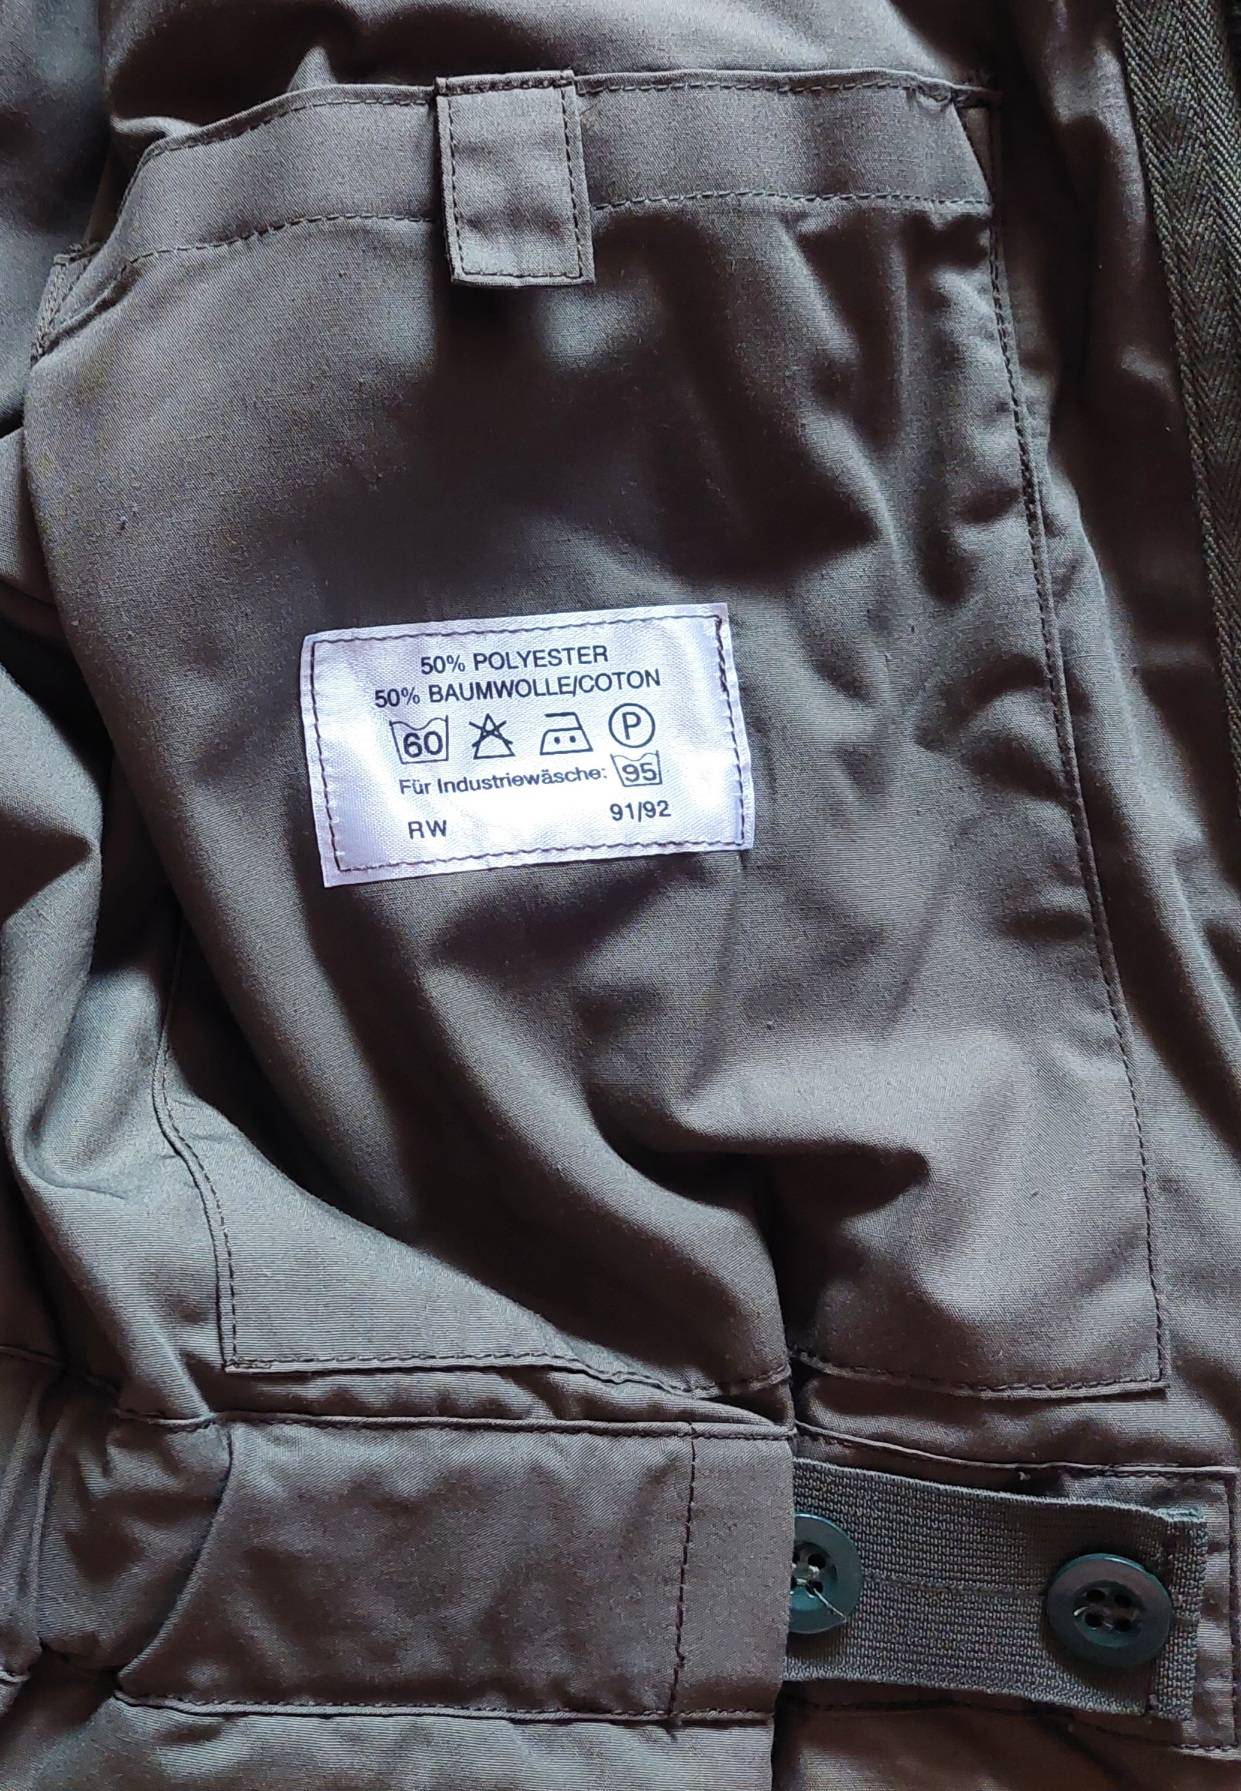 50% POLYESTER
50% BAUMWOLLE/COTON
60 P
Für Industriewäsche: 95
RW 91/92